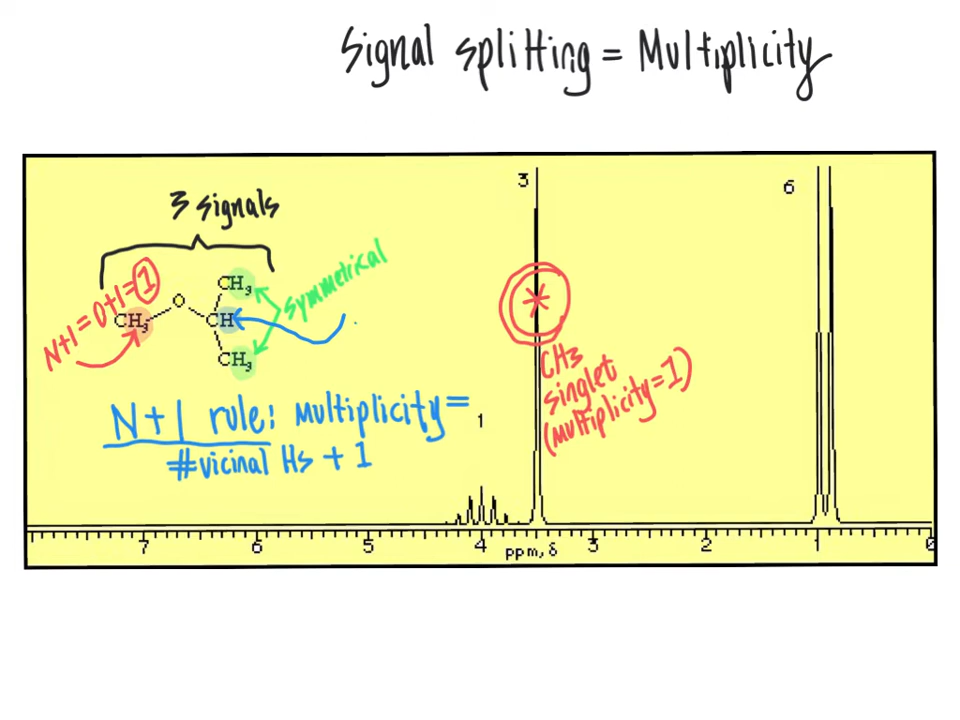 Signal splitting = Multiplicity
3 signals
3
6
symmetrical
N+1=0+1=1
CH3
O
CH
CH3
CH3
CH3
singlet
(multiplicity=1)
N+1 rule: multiplicity=
#vicinal Hs + 1
1
7 6 5 4 3 2 1 0
ppm, δ